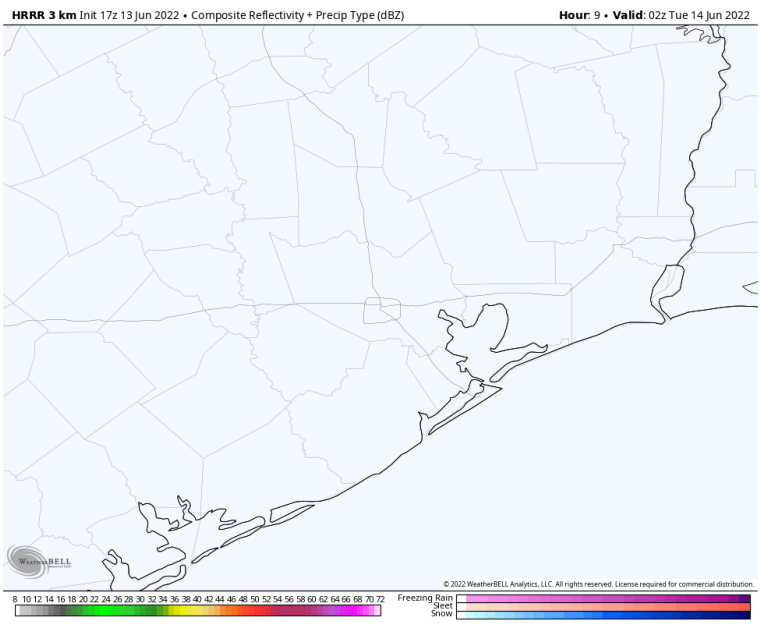 HRRR 3 km Init 17z 13 Jun 2022 • Composite Reflectivity + Precip Type (dBZ)
Hour: 9 • Valid: 02z Tue 14 Jun 2022
WEATHERBELL
© 2022 WeatherBELL Analytics, LLC. All rights reserved. License required for commercial distribution.
8 10 12 14 16 18 20 22 24 26 28 30 32 34 36 38 40 42 44 46 48 50 52 54 56 58 60 62 64 66 68 70 72
Freezing Rain
Sleet
Snow